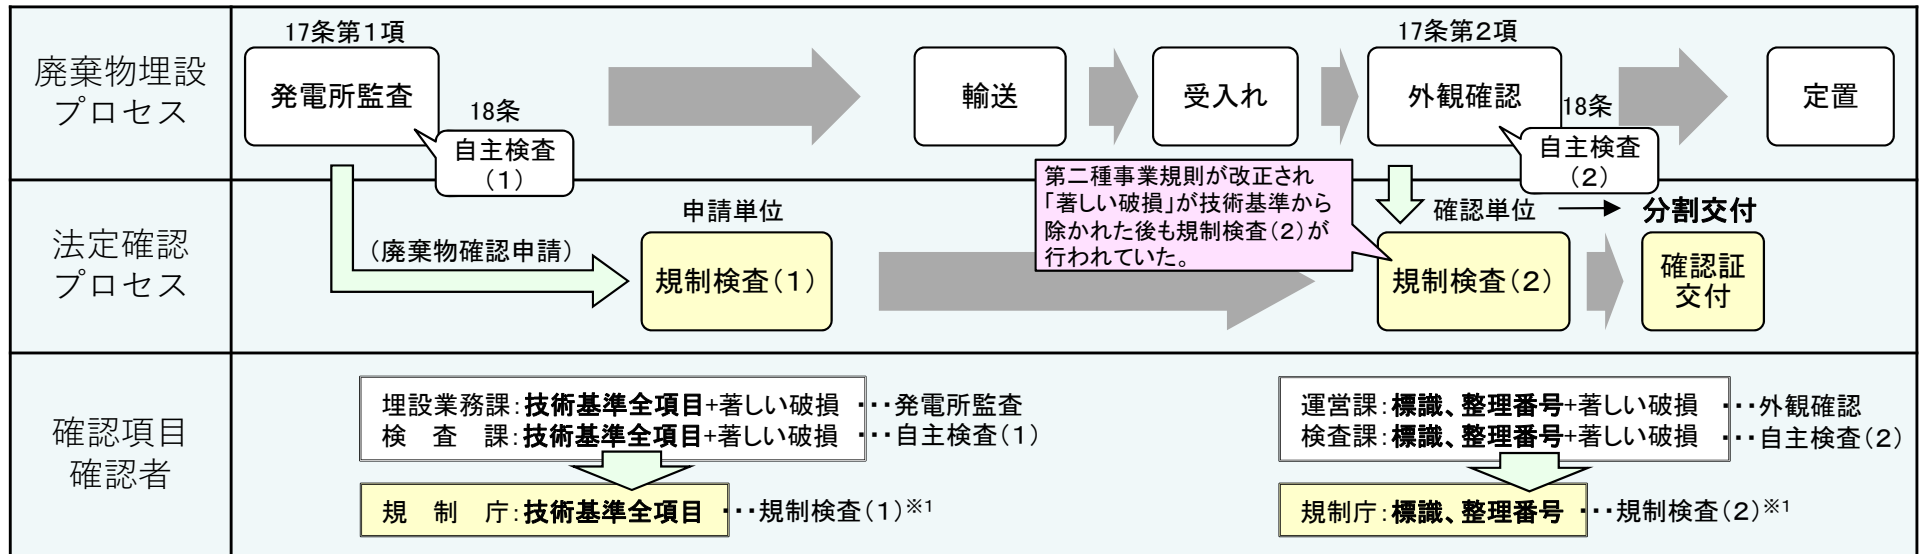 廃棄物埋設
プロセス
17条第1項
発電所監査
18条
自主検査
(1)
輸送
受入れ
17条第2項
外観確認
18条
自主検査
(2)
定置
法定確認
プロセス
(廃棄物確認申請)
申請単位
規制検査(1)
第二種事業規則が改正され
「著しい破損」が技術基準から
除かれた後も規制検査(2)が
行われていた。
確認単位
分割交付
規制検査(2)
確認証
交付
確認項目
確認者
埋設業務課:技術基準全項目+著しい破損 ・・・発電所監査
検 査 課:技術基準全項目+著しい破損 ・・・自主検査(1)
規 制 庁:技術基準全項目 ・・・規制検査(1)※1
運営課:標識、整理番号+著しい破損 ・・・外観確認
検査課:標識、整理番号+著しい破損 ・・・自主検査(2)
規制庁:標識、整理番号 ・・・規制検査(2)※1